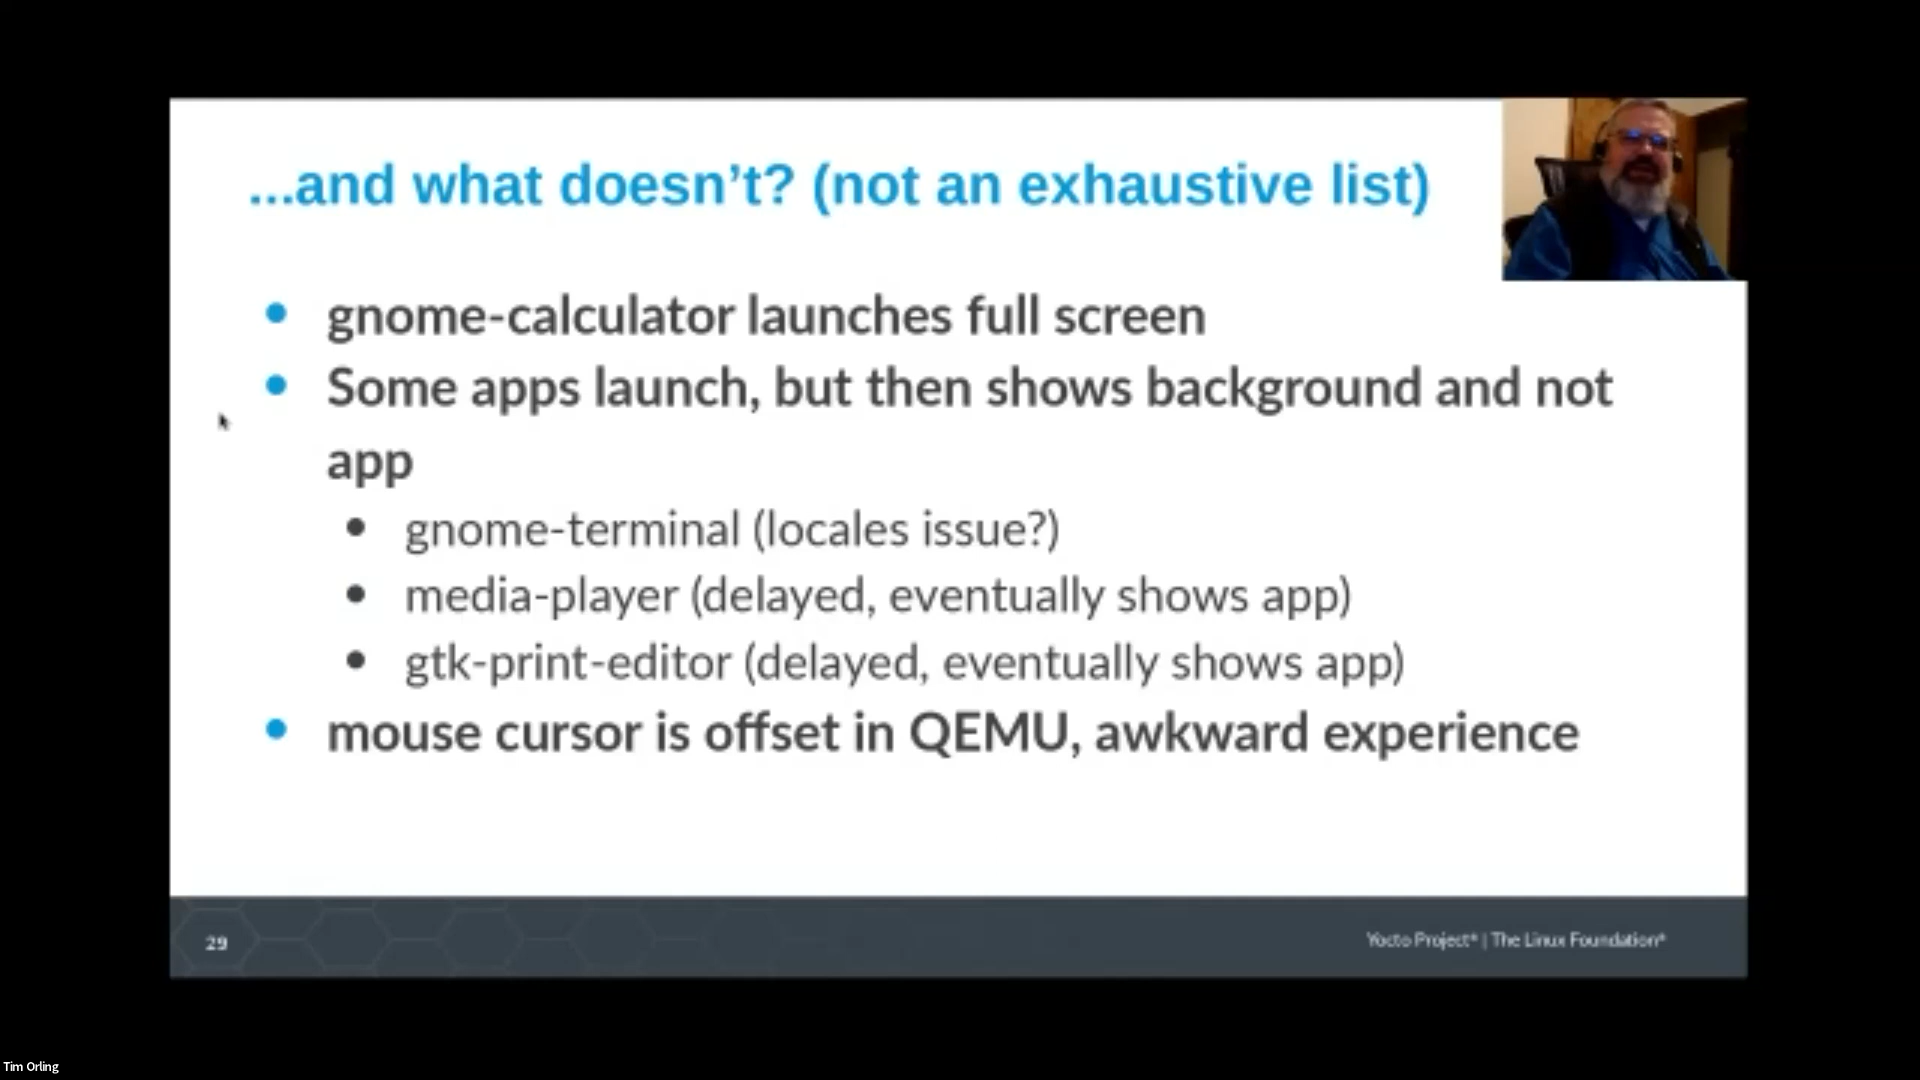 ...and what doesn’t? (not an exhaustive list)
• gnome-calculator launches full screen
• Some apps launch, but then shows background and not
app
• gnome-terminal (locales issue?)
• media-player (delayed, eventually shows app)
• gtk-print-editor (delayed, eventually shows app)
• mouse cursor is offset in QEMU, awkward experience
29
Yocto Project® | The Linux Foundation®
Tim Orling